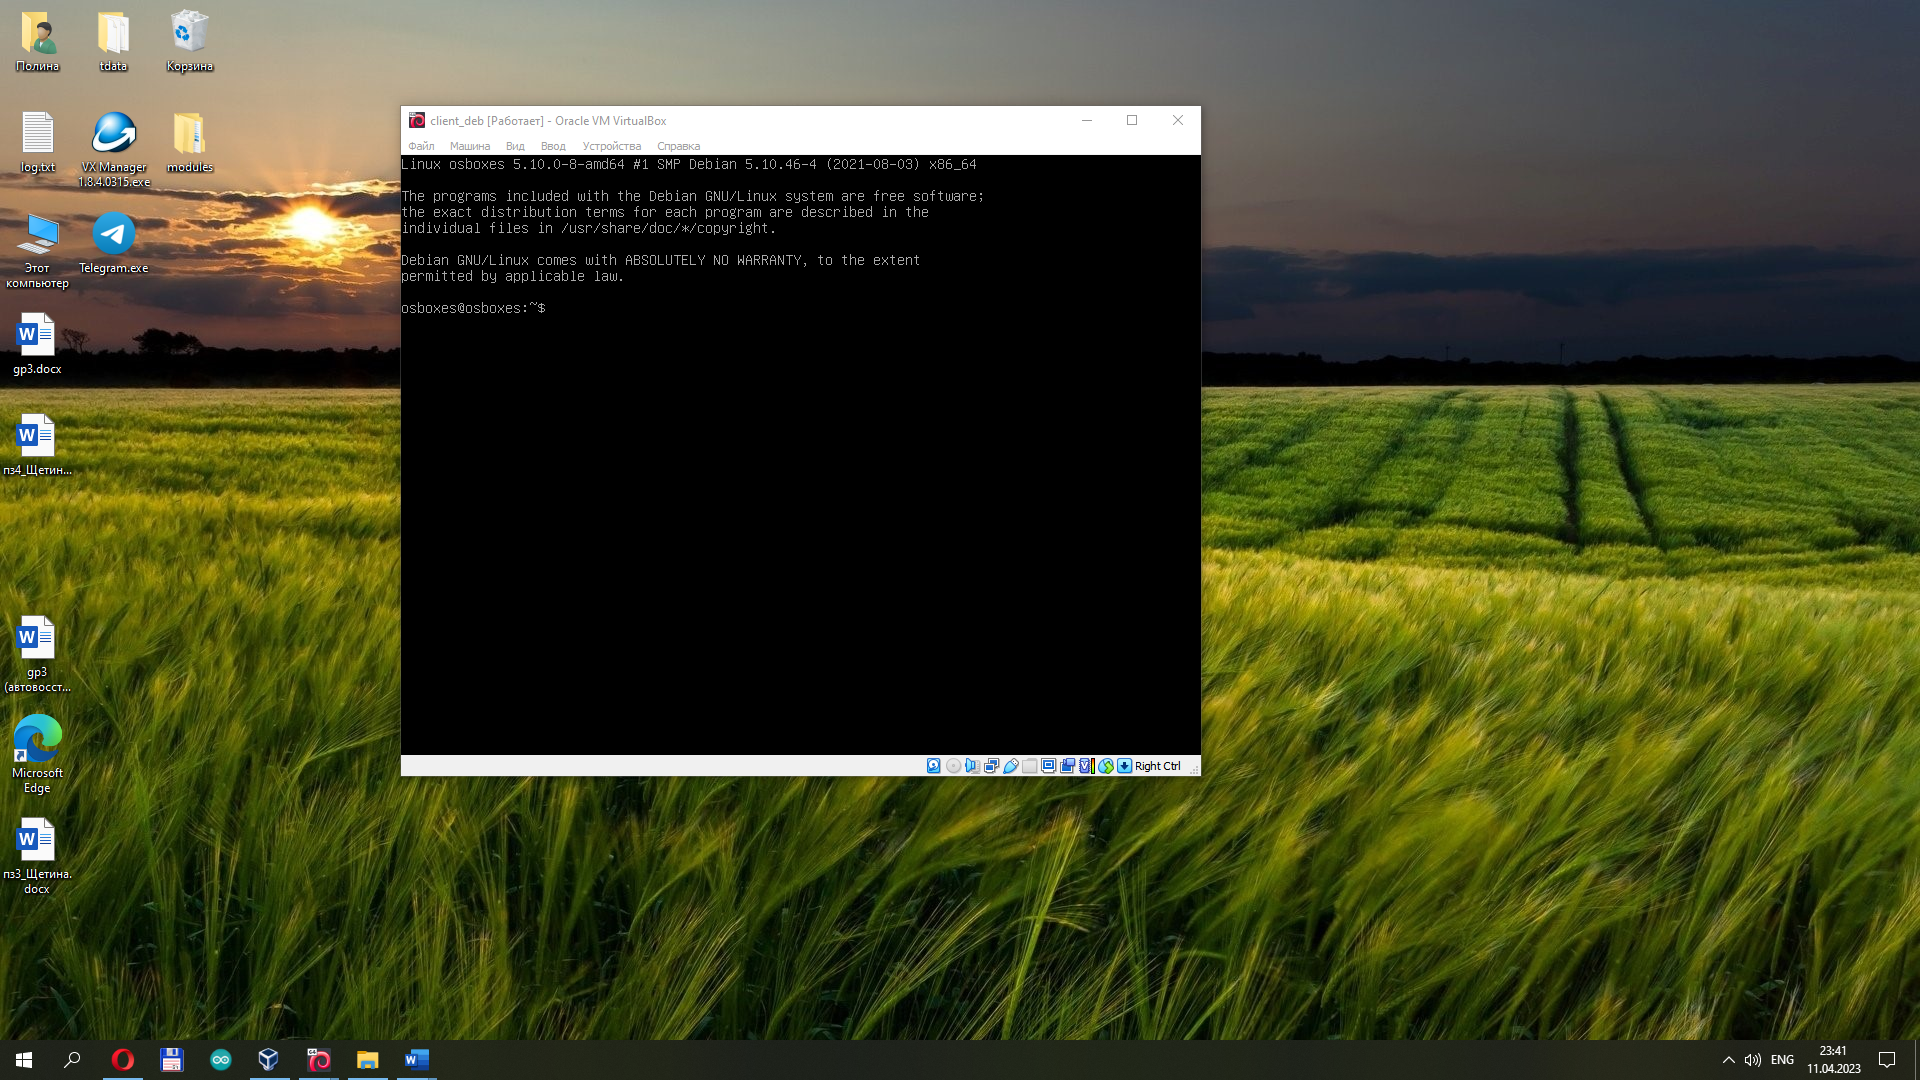 Полина
tdata
Корзина
log.txt
VX Manager
1.8.4.0315.exe
modules
Этот
компьютер
Telegram.exe
gp3.docx
пз4_Щетин...
gp3
(автовосст...
Microsoft
Edge
пз3_Щетина.
docx
client_deb [Работает] - Oracle VM VirtualBox
Файл Машина Вид Ввод Устройства Справка
Linux osboxes 5.10.0-8-amd64 #1 SMP Debian 5.10.46-4 (2021-08-03) x86_64
The programs included with the Debian GNU/Linux system are free software;
the exact distribution terms for each program are described in the
individual files in /usr/share/doc/*/copyright.
Debian GNU/Linux comes with ABSOLUTELY NO WARRANTY, to the extent
permitted by applicable law.
osboxes@osboxes:~$
Right Ctrl
ENG
23:41
11.04.2023